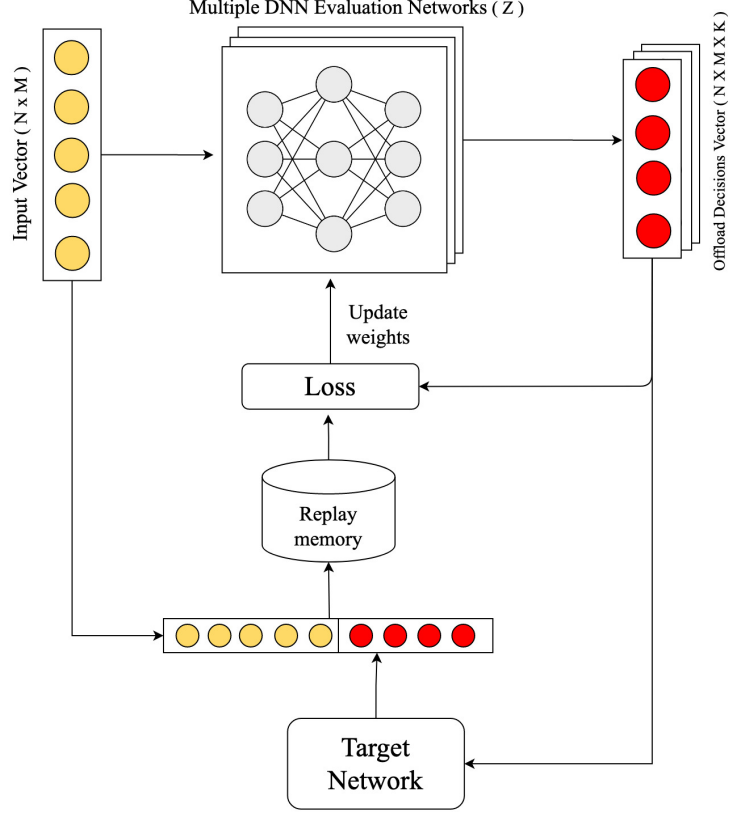 Multiple DNN Evaluation Networks ( Z )
Input Vector ( N x M )
Offload Decisions Vector ( N X M X K )
Update
weights
Loss
Replay
memory
Target
Network